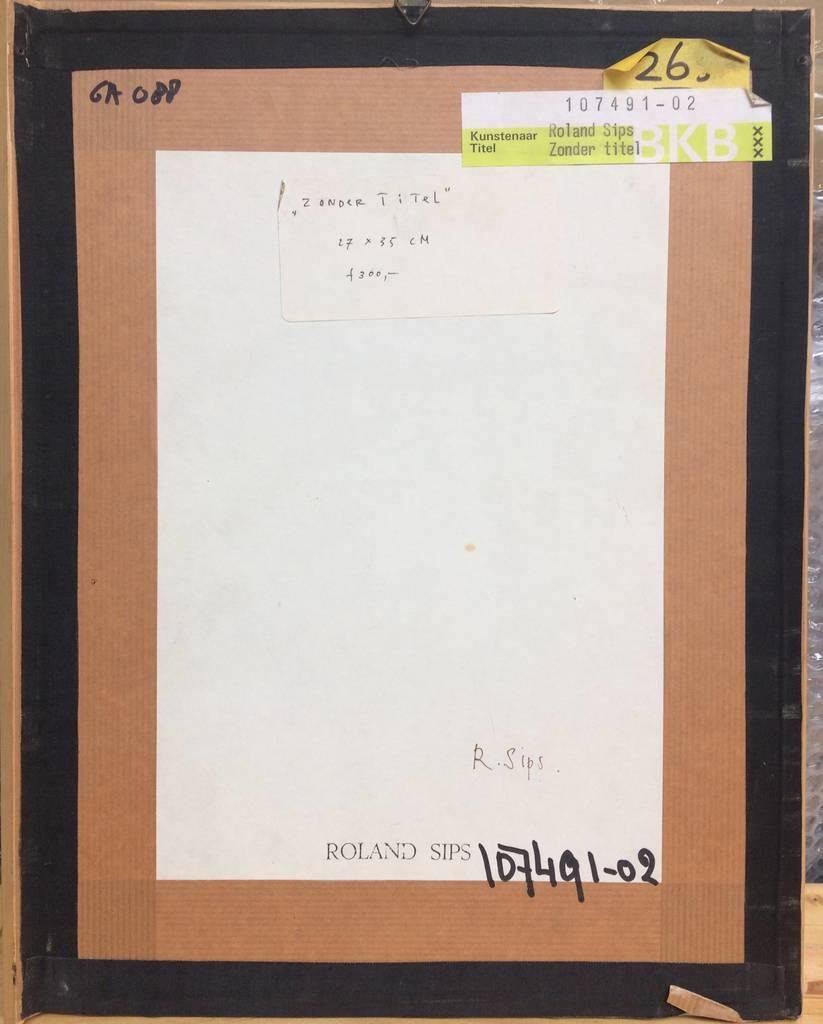 26.
GA 088
107491-02
Kunstenaar Roland Sips
Titel Zonder titel
BKB
XXX
„ZONDER TiTeL"
27 x 35 cM
f 300,-
R. Sips.
ROLAND SIPS
107491-02